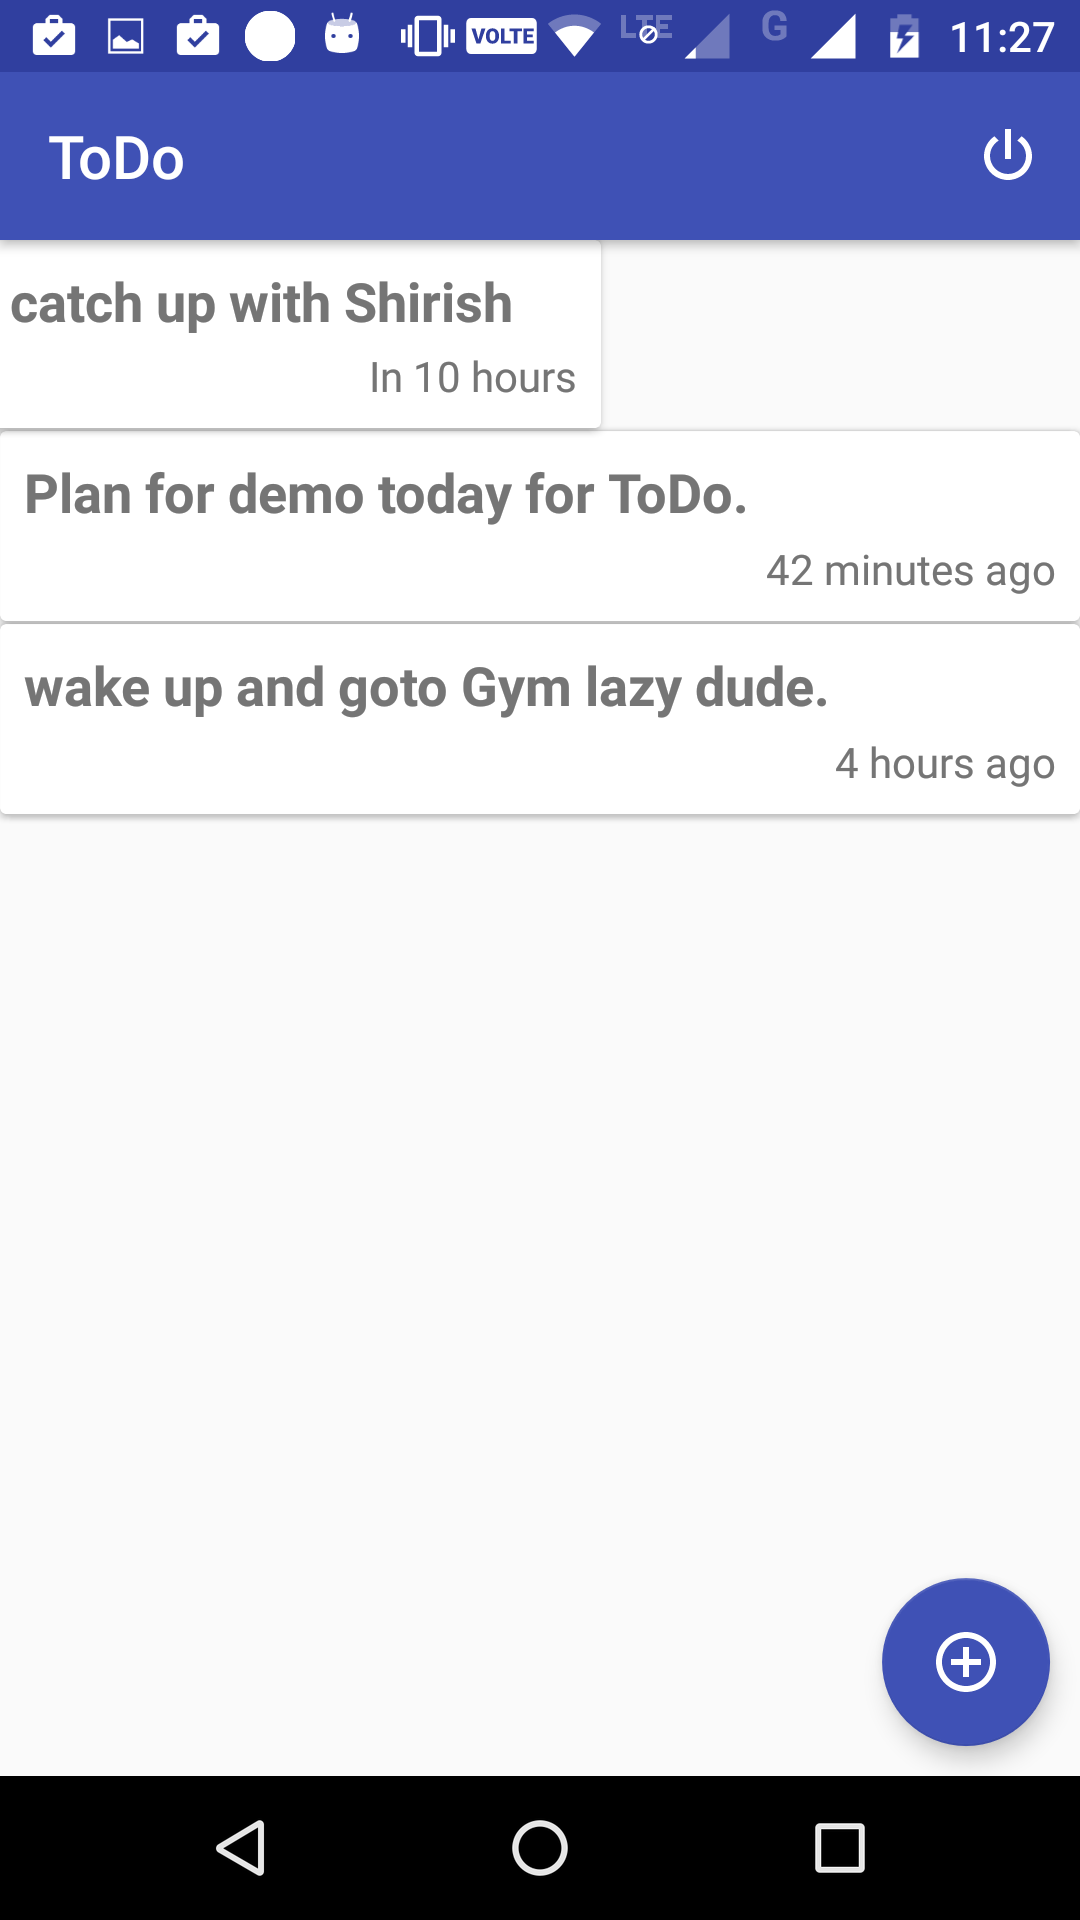 VOLTE LTE G 11:27
ToDo
catch up with Shirish
In 10 hours
Plan for demo today for ToDo.
42 minutes ago
wake up and goto Gym lazy dude.
4 hours ago